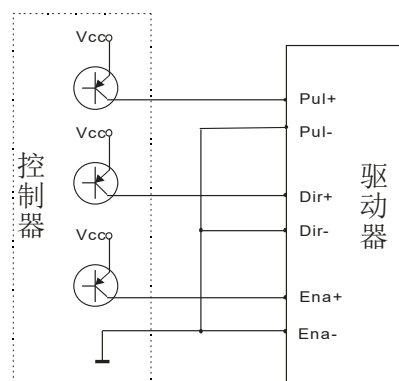 Vcc
Pul+
Pul-
Vcc
控制器
驱动器
Dir+
Dir-
Vcc
Ena+
Ena-